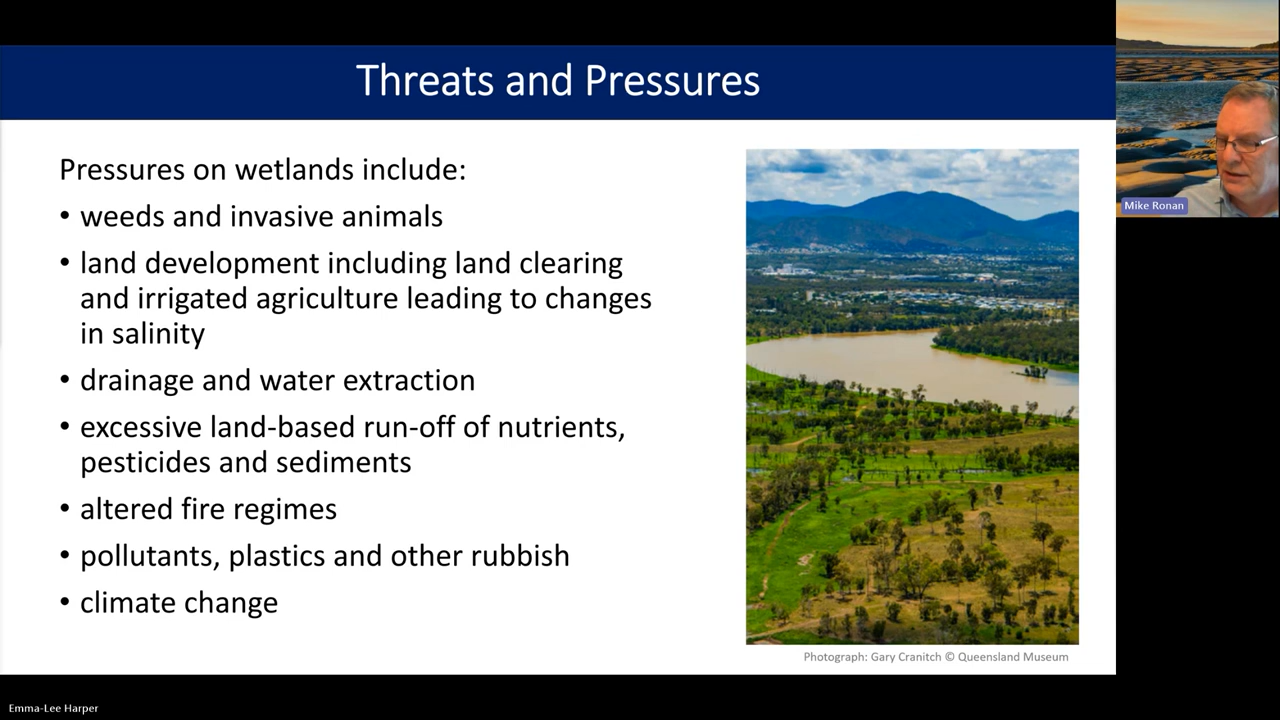 Threats and Pressures
Pressures on wetlands include:
• weeds and invasive animals
• land development including land clearing
and irrigated agriculture leading to changes
in salinity
• drainage and water extraction
• excessive land-based run-off of nutrients,
pesticides and sediments
• altered fire regimes
• pollutants, plastics and other rubbish
• climate change
Photograph: Gary Cranitch © Queensland Museum
Mike Ronan
Emma-Lee Harper